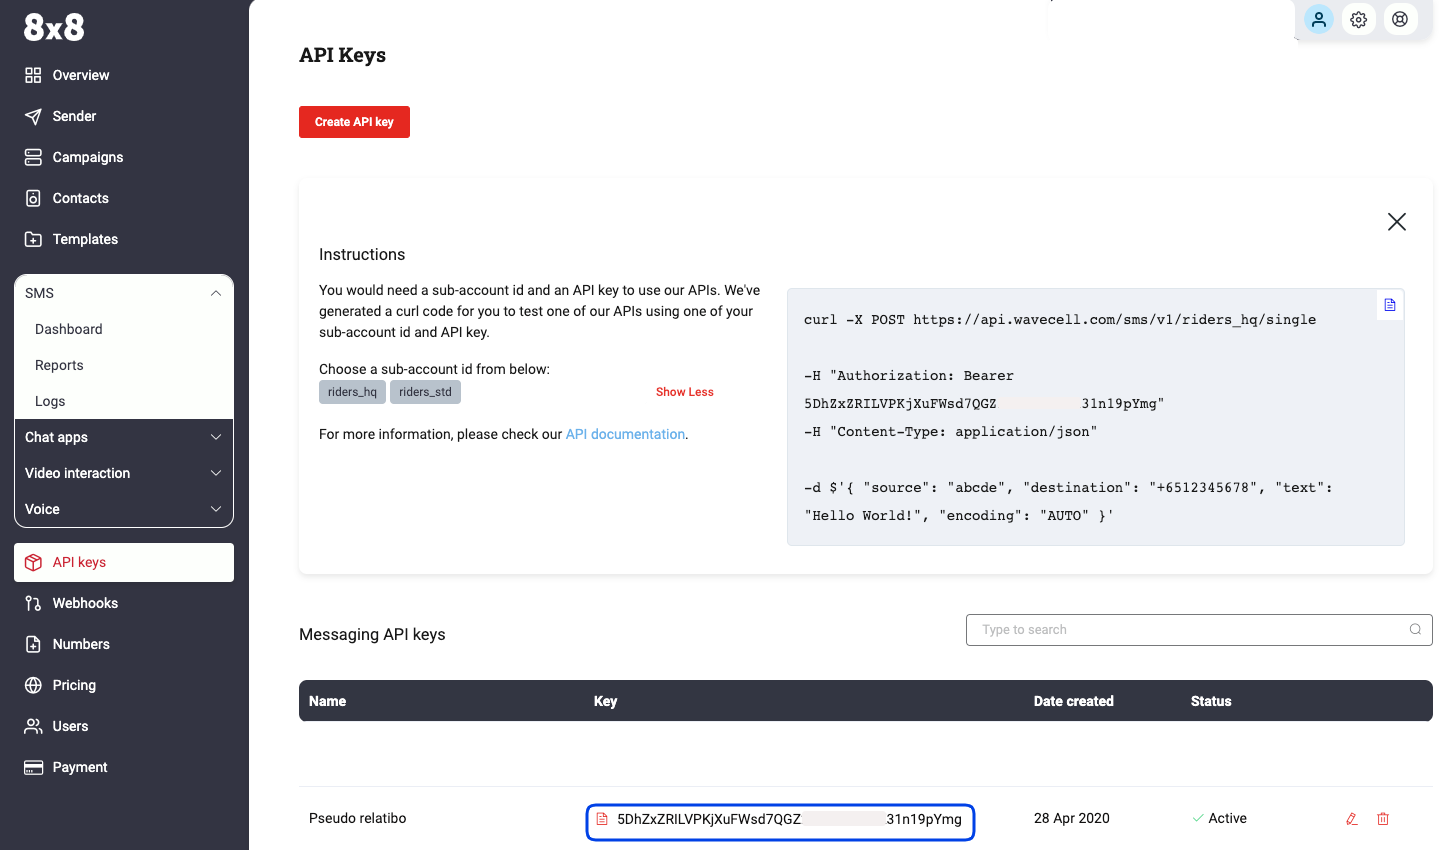 8x8
Overview
Sender
Campaigns
Contacts
Templates
SMS
Dashboard
Reports
Logs
Chat apps
Video interaction
Voice
API keys
Webhooks
Numbers
Pricing
Users
Payment
API Keys
Create API key
Instructions
You would need a sub-account id and an API key to use our APIs. We've
generated a curl code for you to test one of our APIs using one of your
sub-account id and API key.
Choose a sub-account id from below:
riders_hq riders_std Show Less
For more information, please check our API documentation.
curl -X POST https://api.wavecell.com/sms/v1/riders_hq/single
-H "Authorization: Bearer
5DhZxZRILVPKjXuFWsd7QGZ 31n19pYmg"
-H "Content-Type: application/json"
-d $'{ "source": "abcde", "destination": "+6512345678", "text":
"Hello World!", "encoding": "AUTO" }'
Messaging API keys
Type to search
Name Key Date created Status
Pseudo relatibo 5DhZxZRILVPKjXuFWsd7QGZ 31n19pYmg 28 Apr 2020 Active